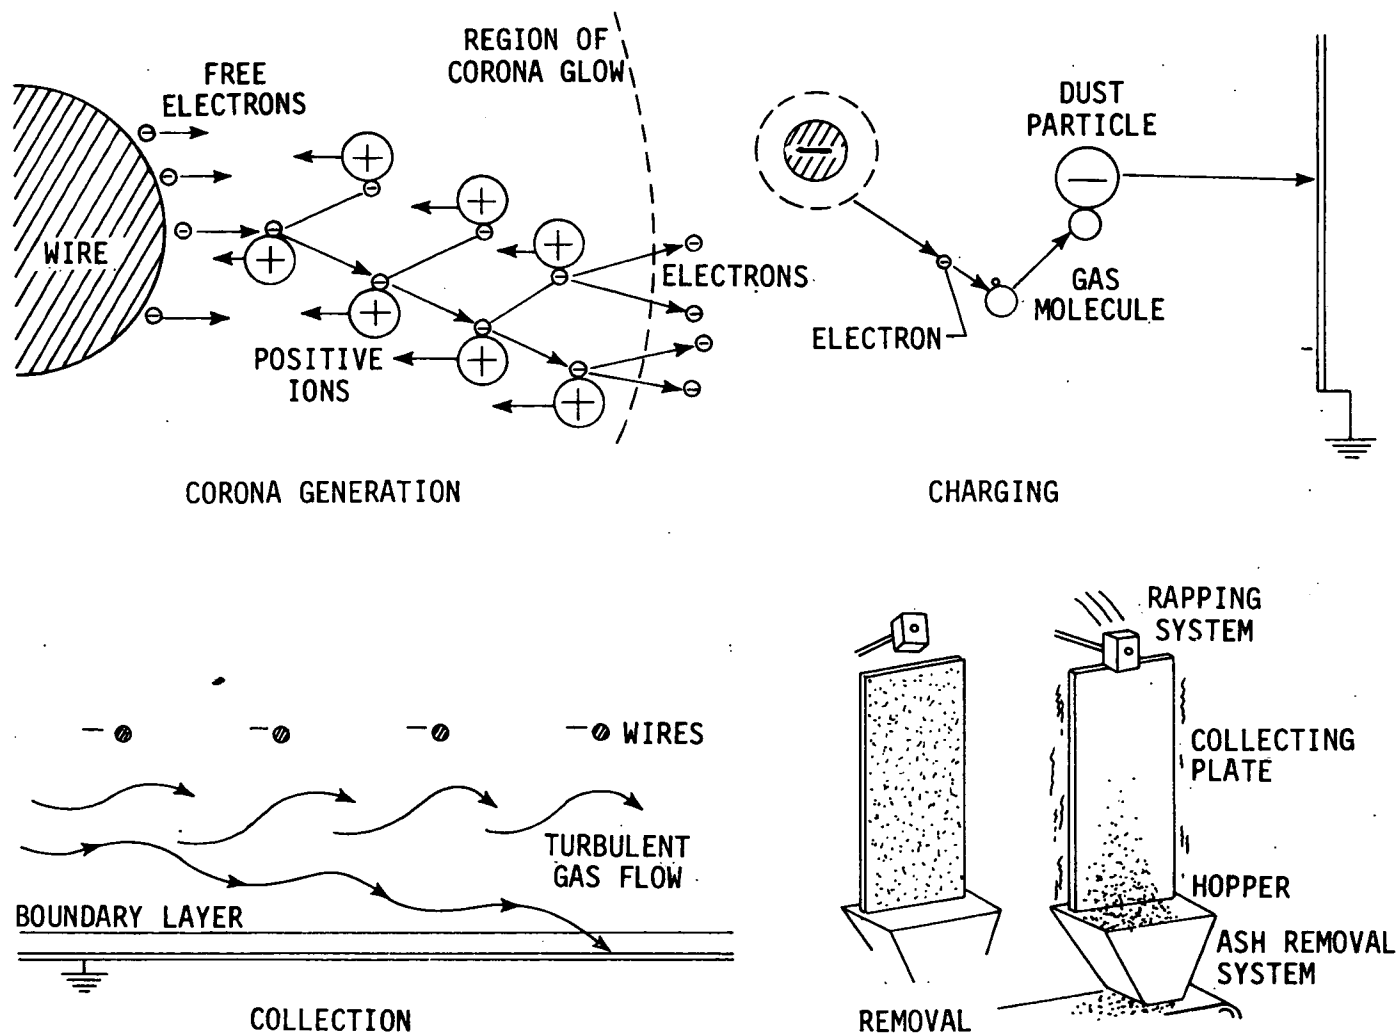 REGION OF
CORONA GLOW
FREE
ELECTRONS
WIRE
ELECTRONS
POSITIVE
IONS
CORONA GENERATION
DUST
PARTICLE
GAS
MOLECULE
ELECTRON
CHARGING
WIRES
TURBULENT
GAS FLOW
BOUNDARY LAYER
COLLECTION
RAPPING
SYSTEM
COLLECTING
PLATE
HOPPER
ASH REMOVAL
SYSTEM
REMOVAL